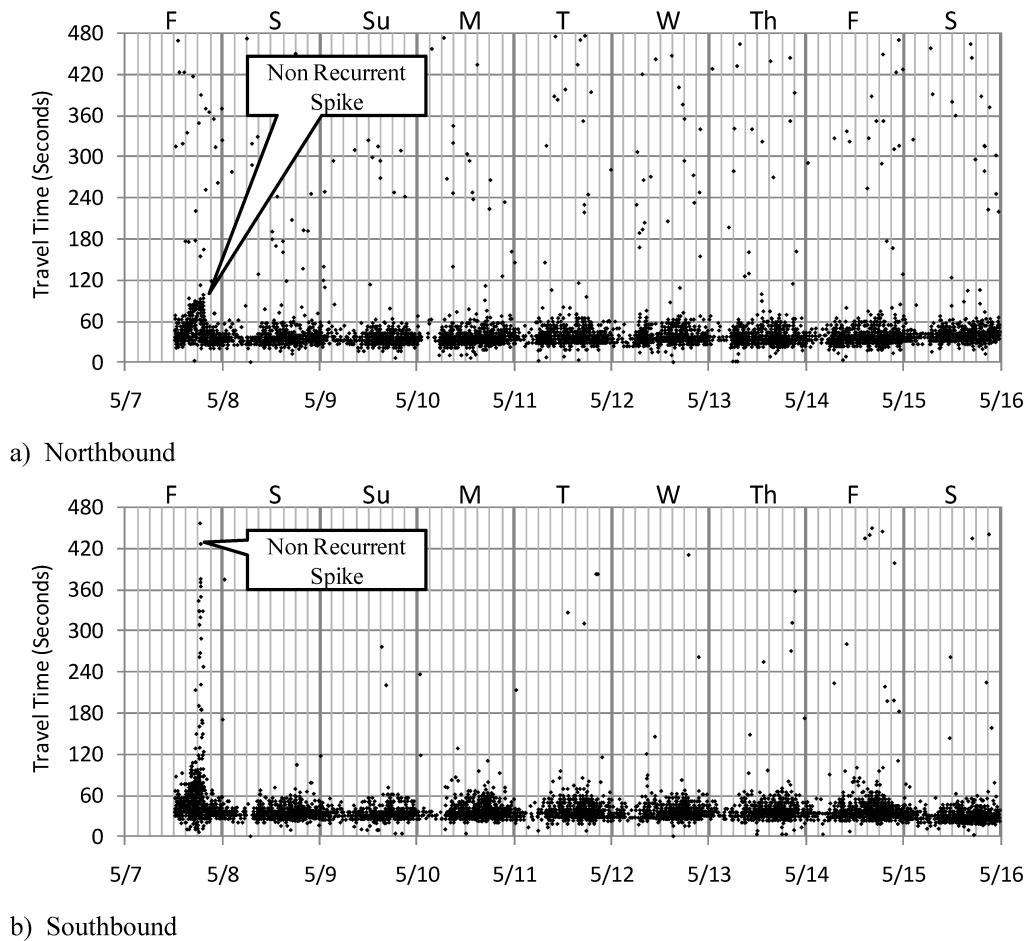 F S Su M T W Th F S
480
420
360
300
240
180
120
60
0
Travel Time (Seconds)
Non Recurrent
Spike
5/7 5/8 5/9 5/10 5/11 5/12 5/13 5/14 5/15 5/16
a) Northbound
F S Su M T W Th F S
480
420
360
300
240
180
120
60
0
Travel Time (Seconds)
Non Recurrent
Spike
5/7 5/8 5/9 5/10 5/11 5/12 5/13 5/14 5/15 5/16
b) Southbound